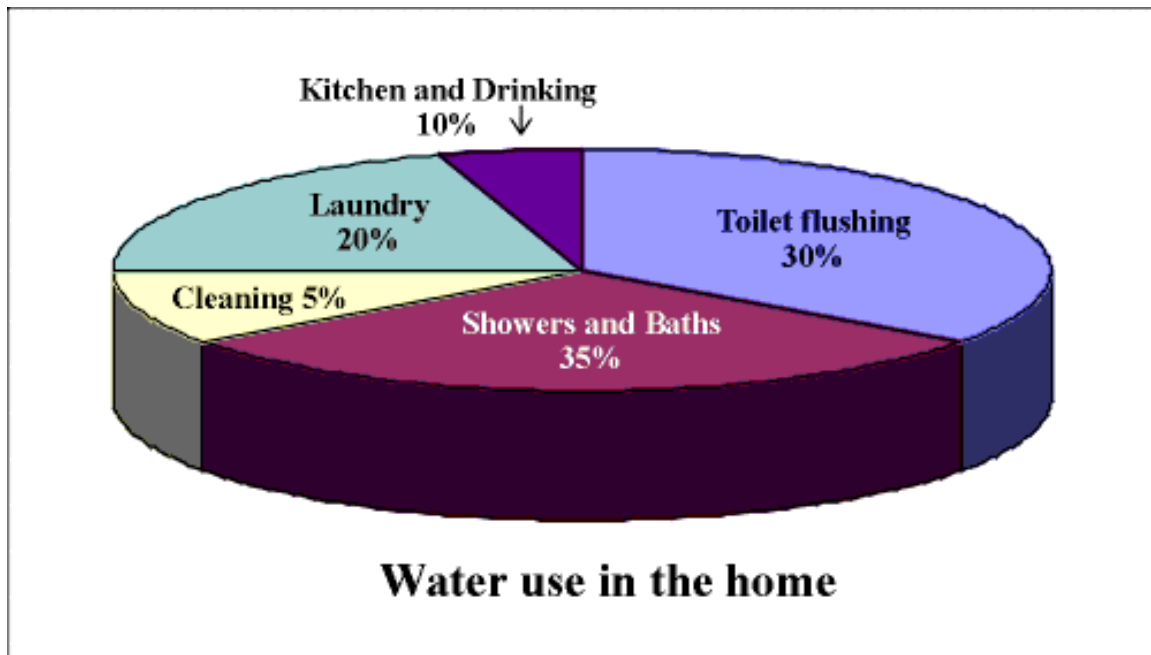 Kitchen and Drinking
10%
Laundry
20%
Toilet flushing
30%
Cleaning 5%
Showers and Baths
35%
Water use in the home